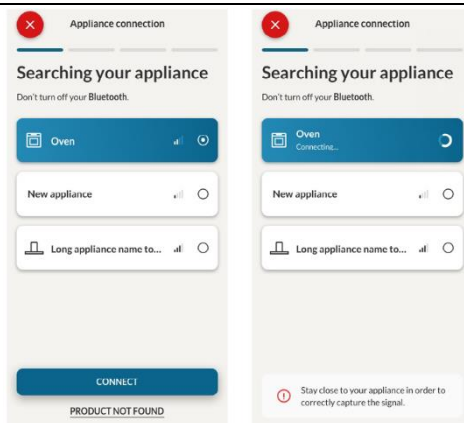 Appliance connection
Searching your appliance
Don't turn off your Bluetooth.
Oven
New appliance
Long appliance name to...
CONNECT
PRODUCT NOT FOUND
Appliance connection
Searching your appliance
Don't turn off your Bluetooth.
Oven
Connecting...
New appliance
Long appliance name to...
Stay close to your appliance in order to
correctly capture the signal.